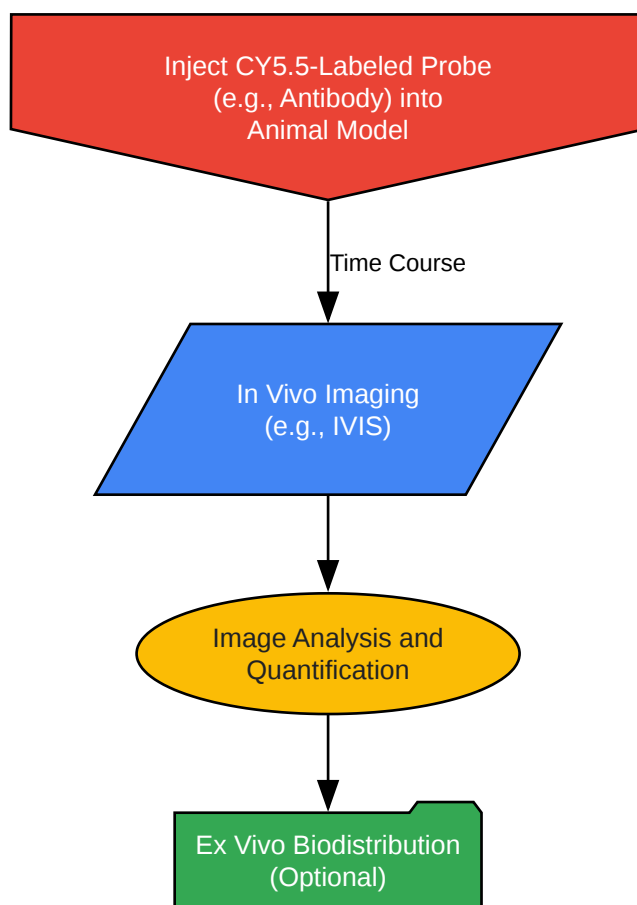 Inject CY5.5-Labeled Probe
(e.g., Antibody) into
Animal Model
Time Course
In Vivo Imaging
(e.g., IVIS)
Image Analysis and
Quantification
Ex Vivo Biodistribution
(Optional)